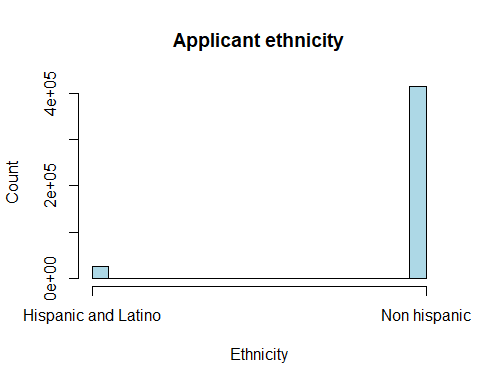 Applicant ethnicity
4e+05
2e+05
0e+00
Count
Hispanic and Latino
Non hispanic
Ethnicity